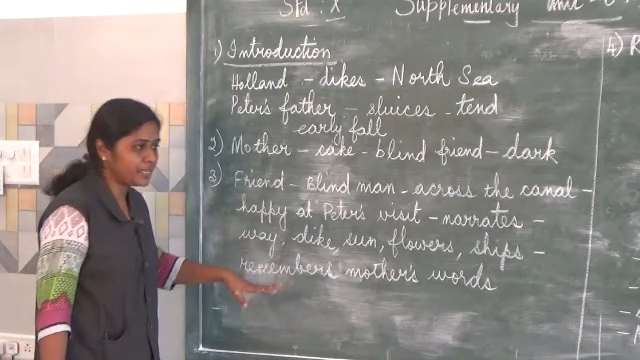 Std : X Supplementary unit -
1) Introduction
Holland - dikes - North Sea
Peter's father - sluices - tend
early fall
2) Mother - cake - blind friend - dark
3) Friend - Blind man - across the canal -
happy at Peter's visit - narrates -
way, dike, sun, flowers, ships -
remembers mother's words
4)